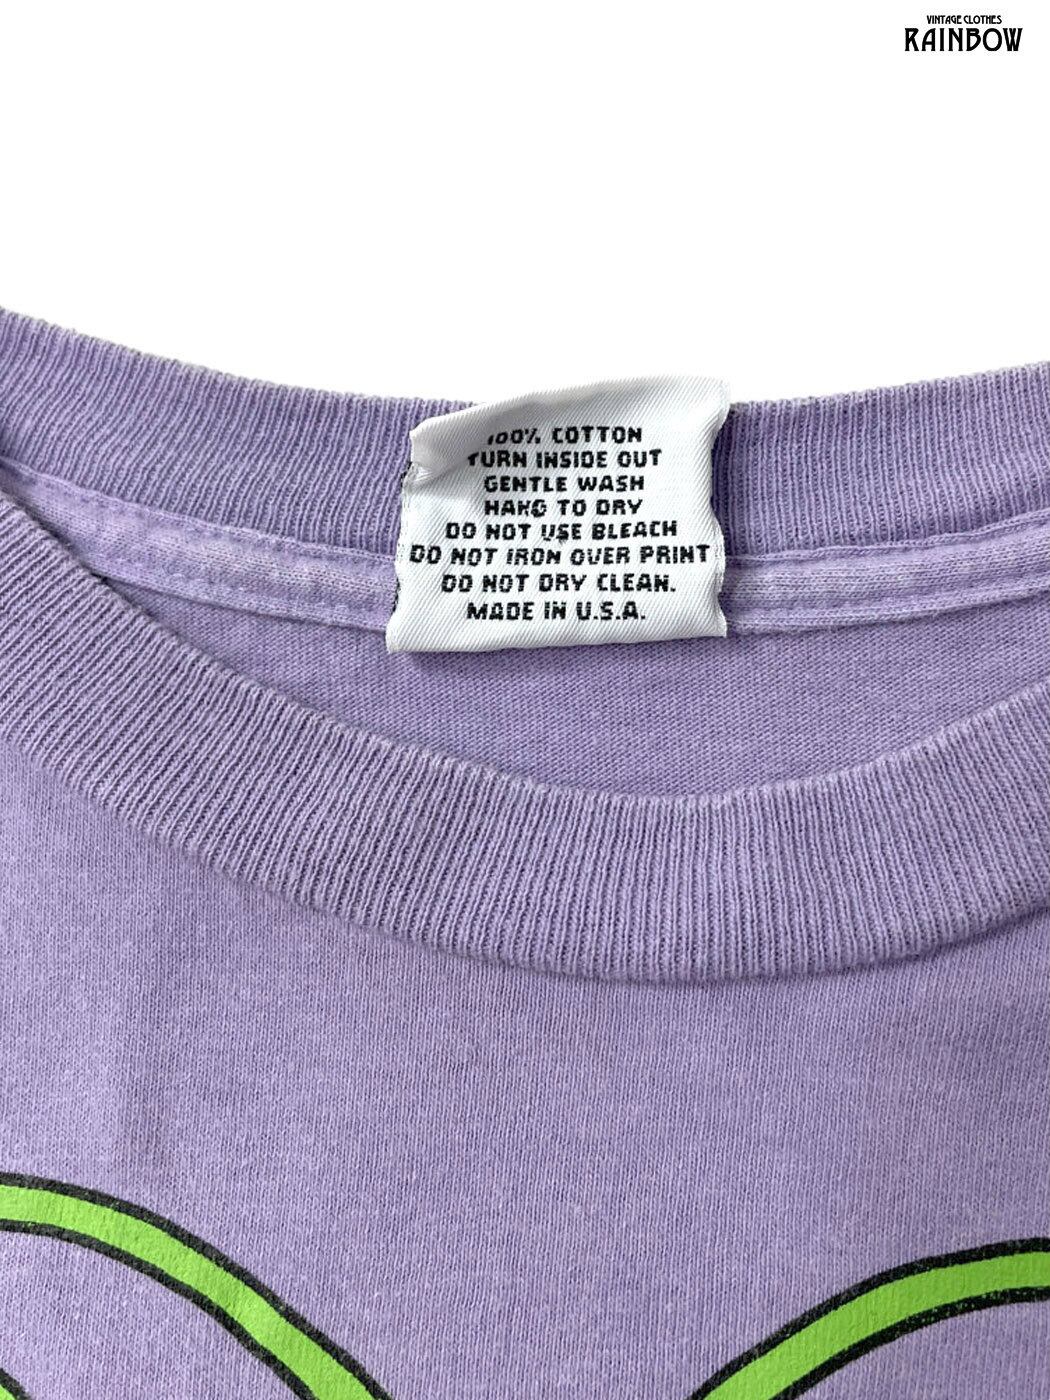 VINTAGE CLOTHES
RAINBOW
100% COTTON
TURN INSIDE OUT
GENTLE WASH
HANG TO DRY
DO NOT USE BLEACH
DO NOT IRON OVER PRINT
DO NOT DRY CLEAN.
MADE IN U.S.A.